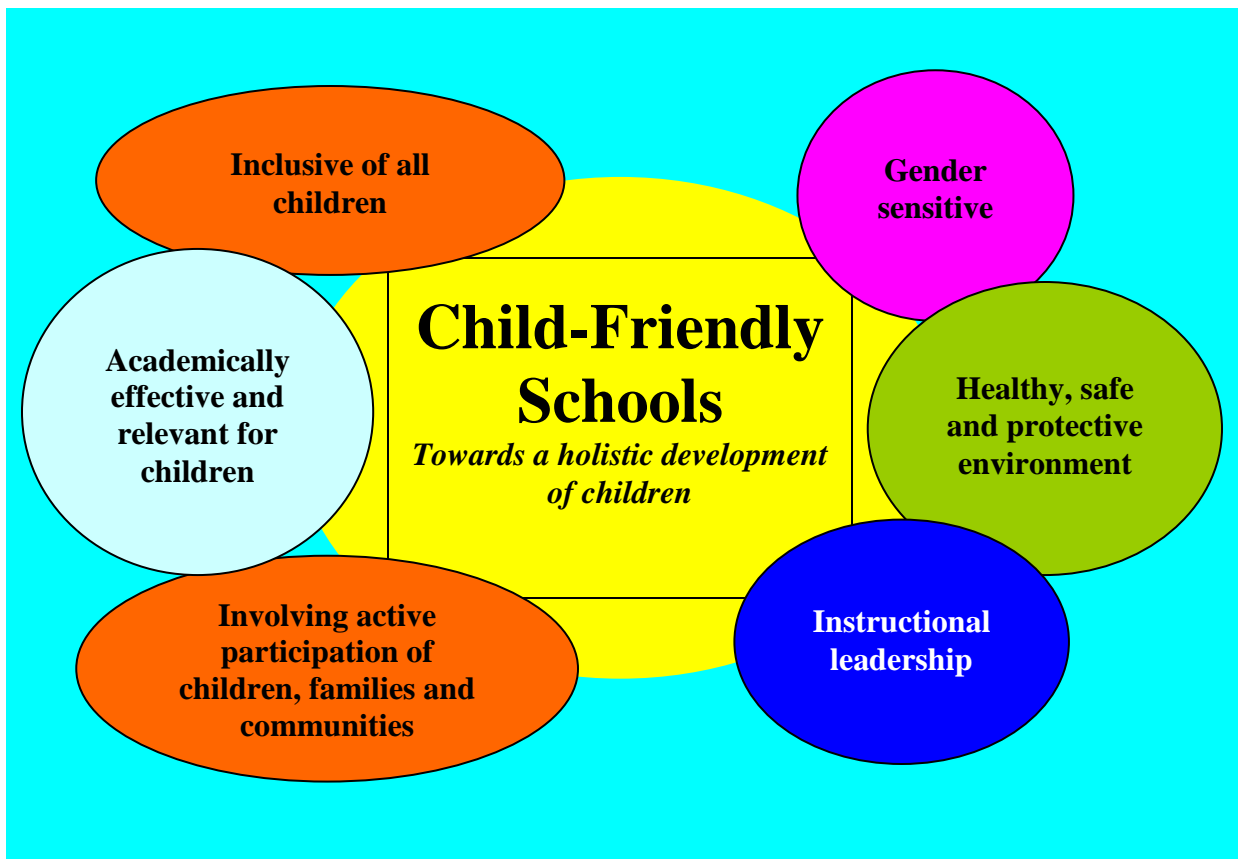 Inclusive of all
children
Gender
sensitive
Child-Friendly
Schools
Towards a holistic development
of children
Academically
effective and
relevant for
children
Healthy, safe
and protective
environment
Involving active
participation of
children, families and
communities
Instructional
leadership